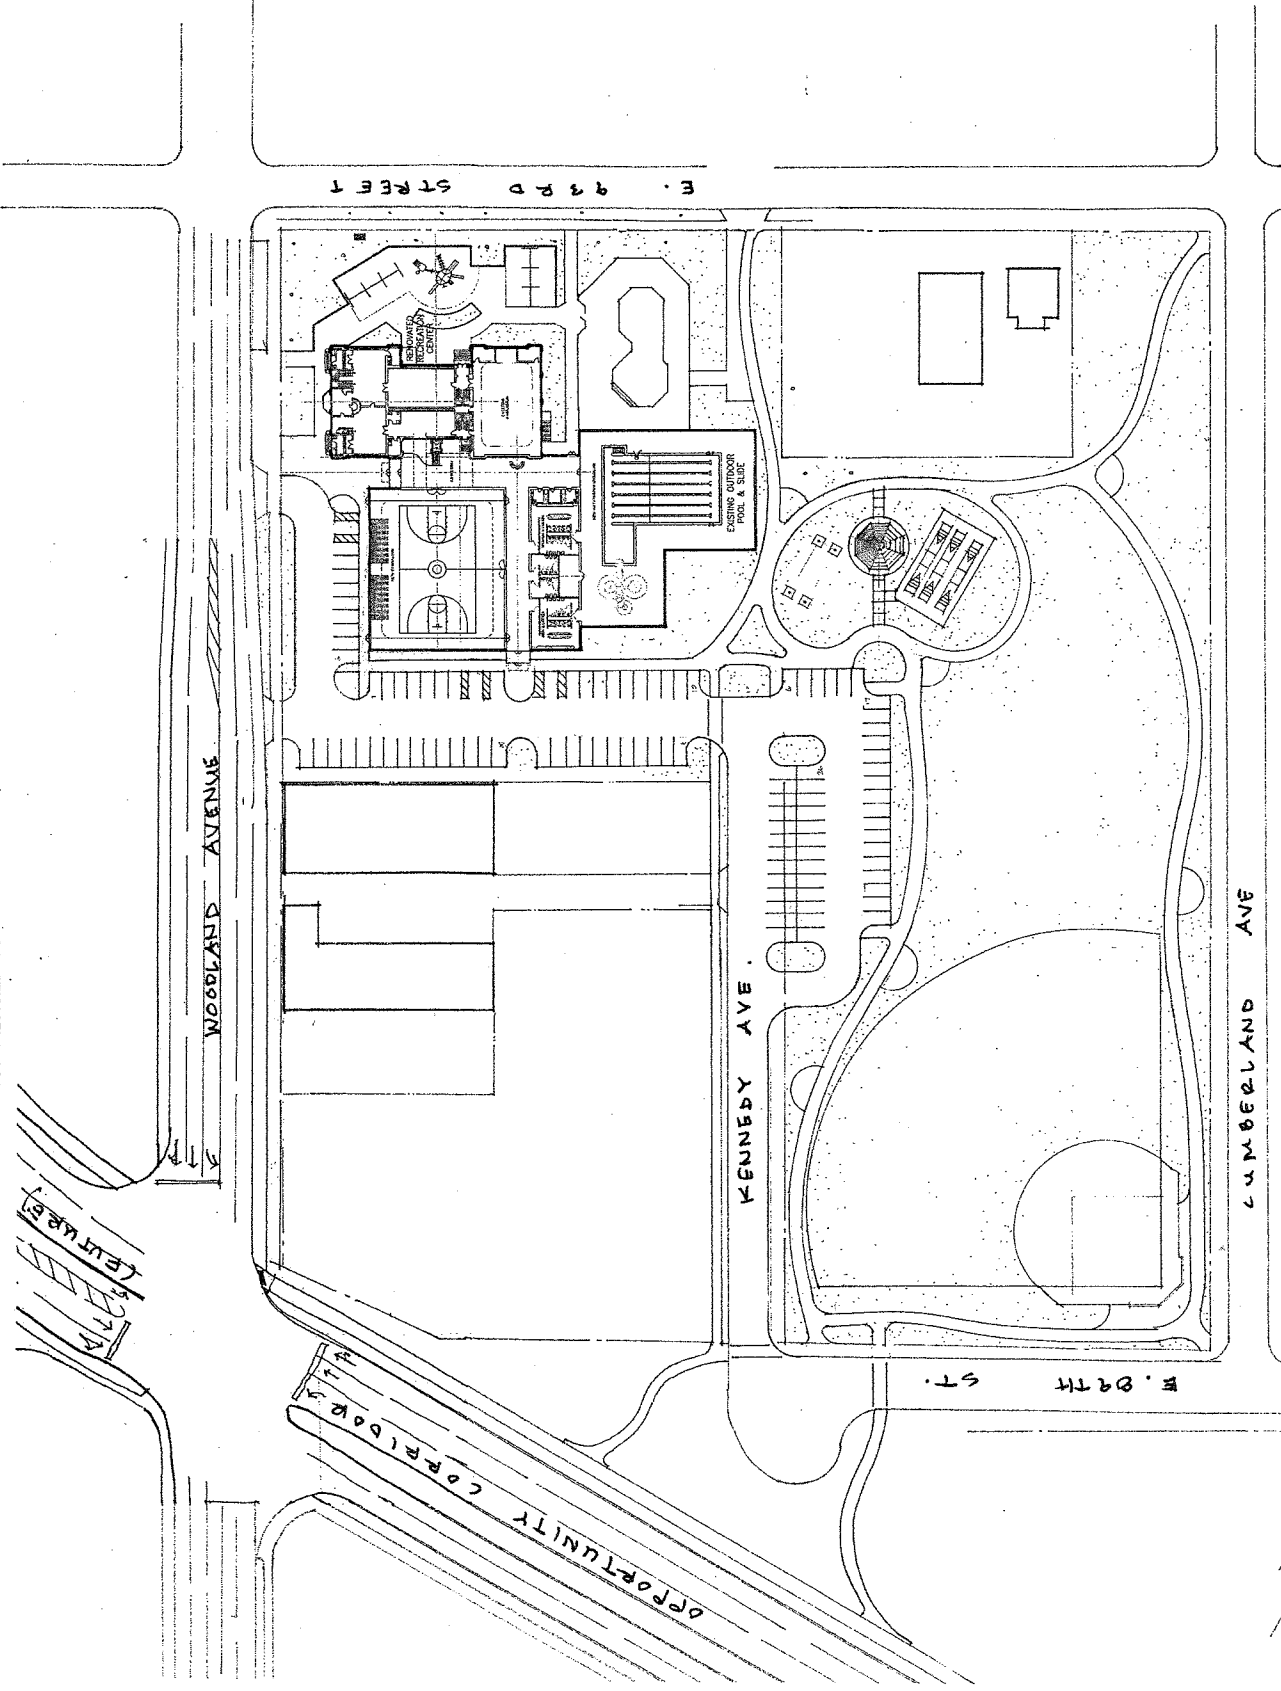 E. 93RD STREET
RENOVATED
RECREATION
CENTER
EXISTING OUTDOOR
POOL & SLIDE
WOODLAND AVENUE
KENNEDY AVE.
CUMBERLAND AVE
(FUTURE)
E. 89TH ST.
OPPORTUNITY CORRIDOR